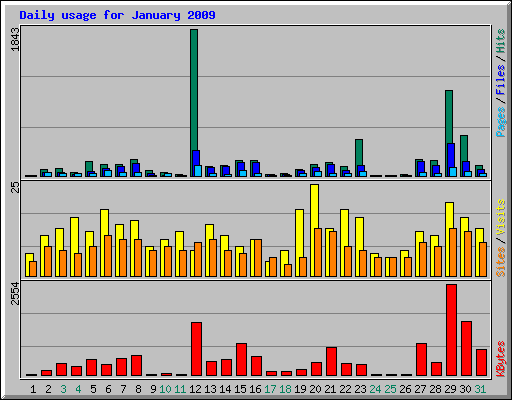 Daily usage for January 2009
1843
Pages/Files/Hits
25
Sites/Visits
2554
KBytes
1 2 3 4 5 6 7 8 9 10 11 12 13 14 15 16 17 18 19 20 21 22 23 24 25 26 27 28 29 30 31